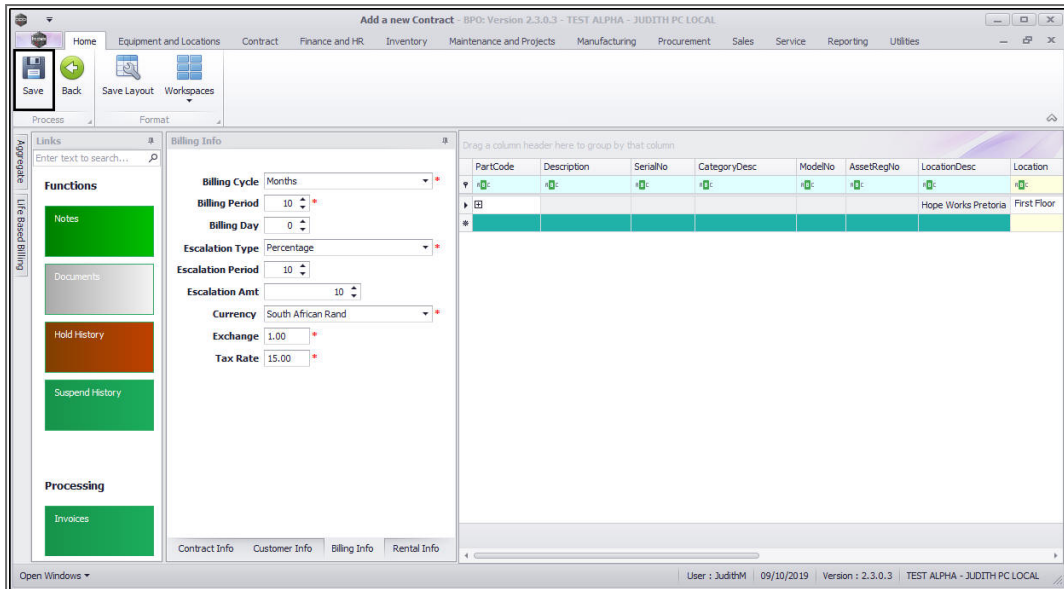 Add a new Contract - BPO: Version 2.3.0.3 - TEST ALPHA - JUDITH PC LOCAL
Home Equipment and Locations Contract Finance and HR Inventory Maintenance and Projects Manufacturing Procurement Sales Service Reporting Utilities
Save Back Save Layout Workspaces
Process Format
Aggregate
Life Based Billing
Links
Enter text to search...
Functions
Notes
Documents
Hold History
Suspend History
Processing
Invoices
Billing Info
Billing Cycle Months *
Billing Period 10 *
Billing Day 0
Escalation Type Percentage *
Escalation Period 10
Escalation Amt 10
Currency South African Rand *
Exchange 1.00 *
Tax Rate 15.00 *
Contract Info Customer Info Billing Info Rental Info
Drag a column header here to group by that column
PartCode Description SerialNo CategoryDesc ModelNo AssetRegNo LocationDesc Location
Hope Works Pretoria First Floor
Open Windows
User : JudithM 09/10/2019 Version : 2.3.0.3 TEST ALPHA - JUDITH PC LOCAL